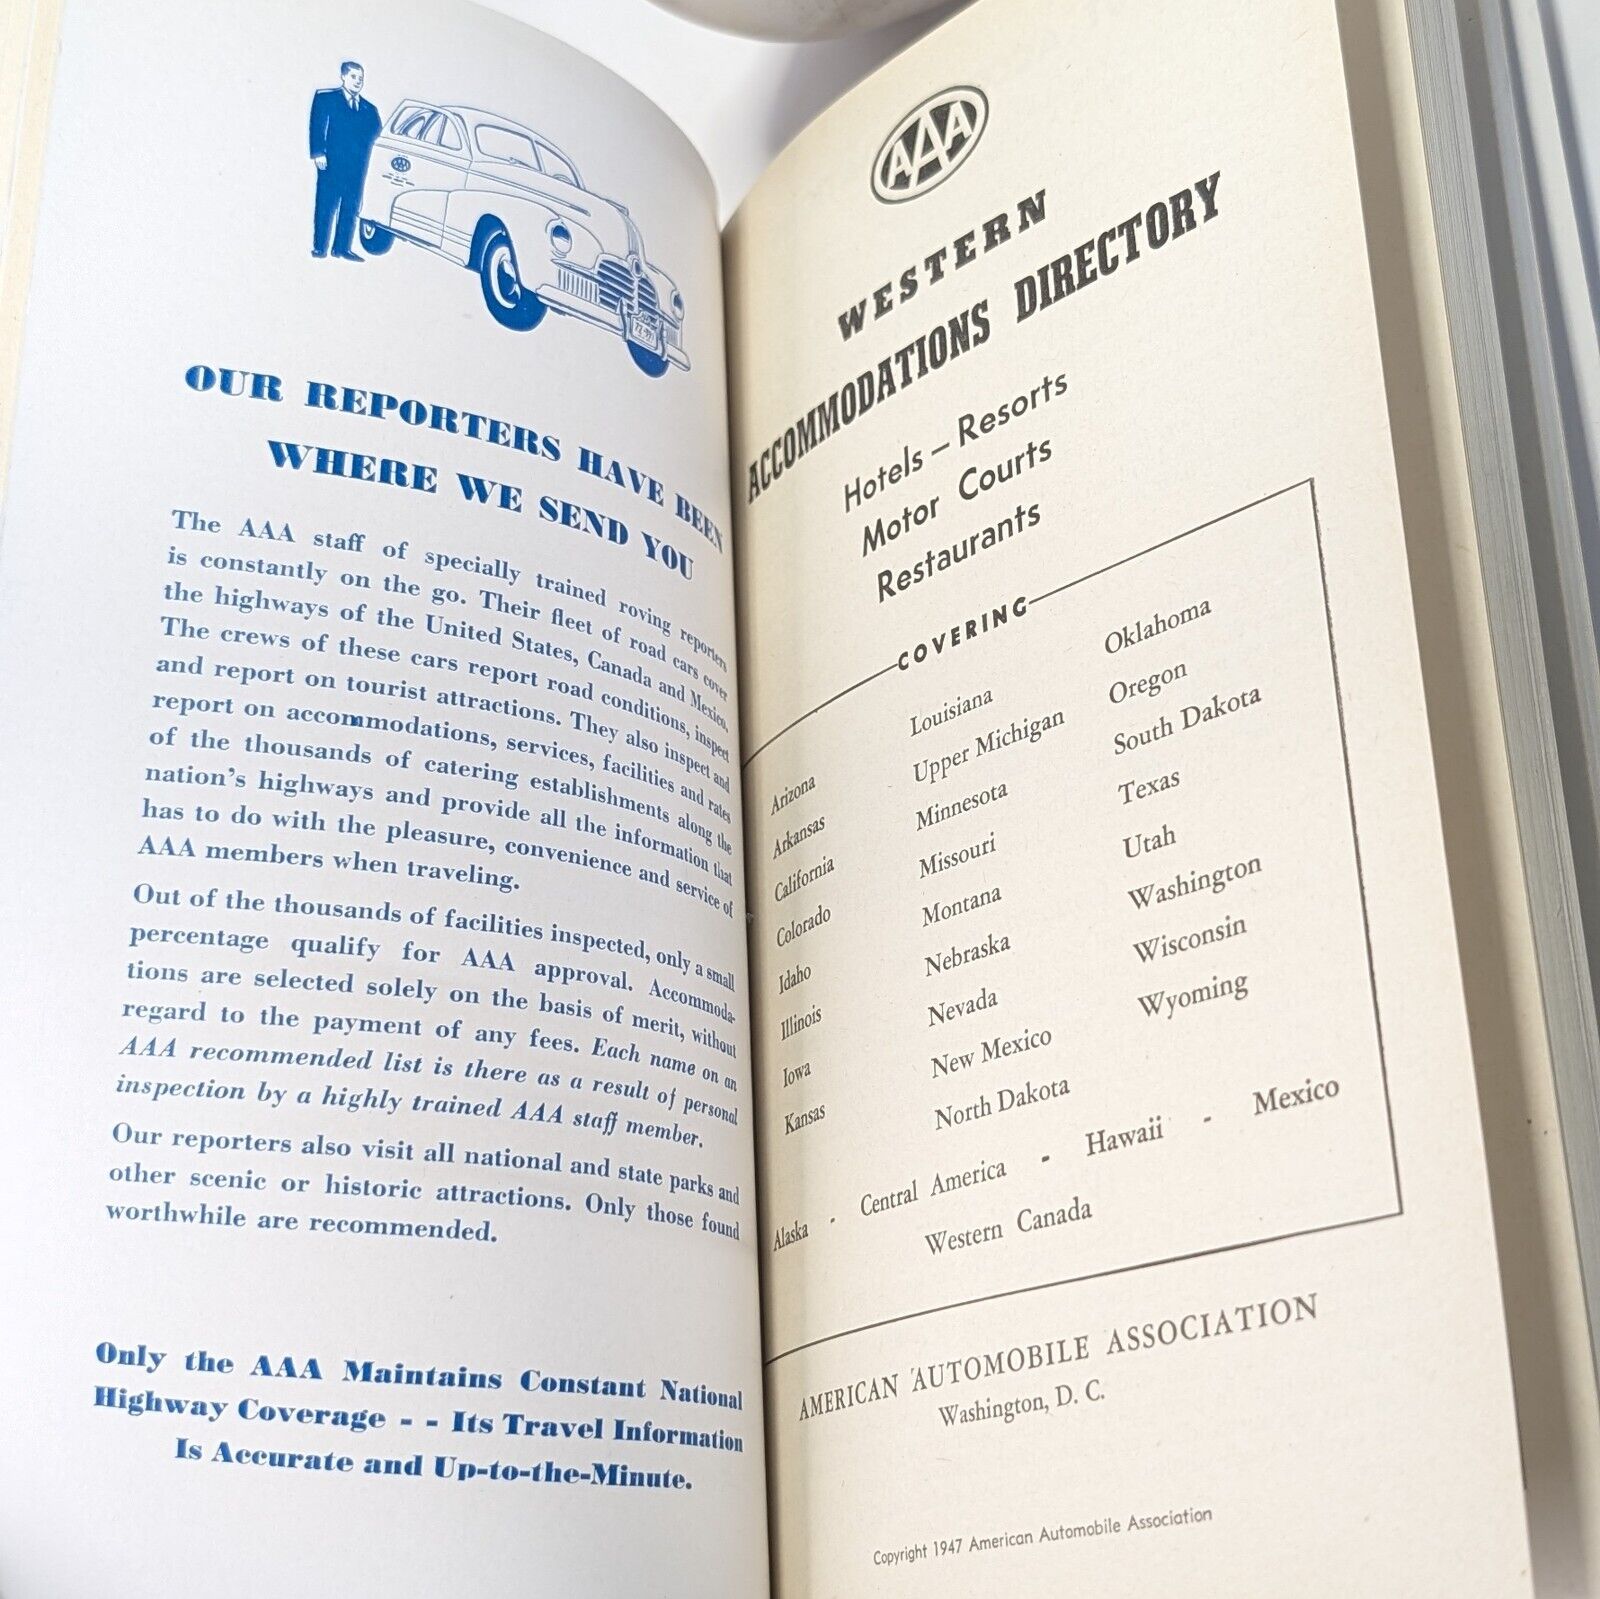 OUR REPORTERS HAVE BEEN
WHERE WE SEND YOU
The AAA staff of specially trained roving reporters
is constantly on the go. Their fleet of road cars cover
the highways of the United States, Canada and Mexico.
The crews of these cars report road conditions, inspect
and report on tourist attractions. They also inspect and
report on accommodations, services, facilities and rates
of the thousands of catering establishments along the
nation's highways and provide all the information that
has to do with the pleasure, convenience and service of
AAA members when traveling.
Out of the thousands of facilities inspected, only a small
percentage qualify for AAA approval. Accommoda-
tions are selected solely on the basis of merit, without
regard to the payment of any fees. Each name on an
AAA recommended list is there as a result of personal
inspection by a highly trained AAA staff member.
Our reporters also visit all national and state parks and
other scenic or historic attractions. Only those found
worthwhile are recommended.
Only the AAA Maintains Constant National
Highway Coverage - - Its Travel Information
Is Accurate and Up-to-the-Minute.
AAA
WESTERN
ACCOMMODATIONS DIRECTORY
Hotels – Resorts
Motor Courts
Restaurants
COVERING
Arizona
Arkansas
California
Colorado
Idaho
Illinois
Iowa
Kansas
Louisiana
Upper Michigan
Minnesota
Missouri
Montana
Nebraska
Nevada
New Mexico
North Dakota
Oklahoma
Oregon
South Dakota
Texas
Utah
Washington
Wisconsin
Wyoming
Alaska - Central America - Hawaii - Mexico
Western Canada
AMERICAN AUTOMOBILE ASSOCIATION
Washington, D. C.
Copyright 1947 American Automobile Association